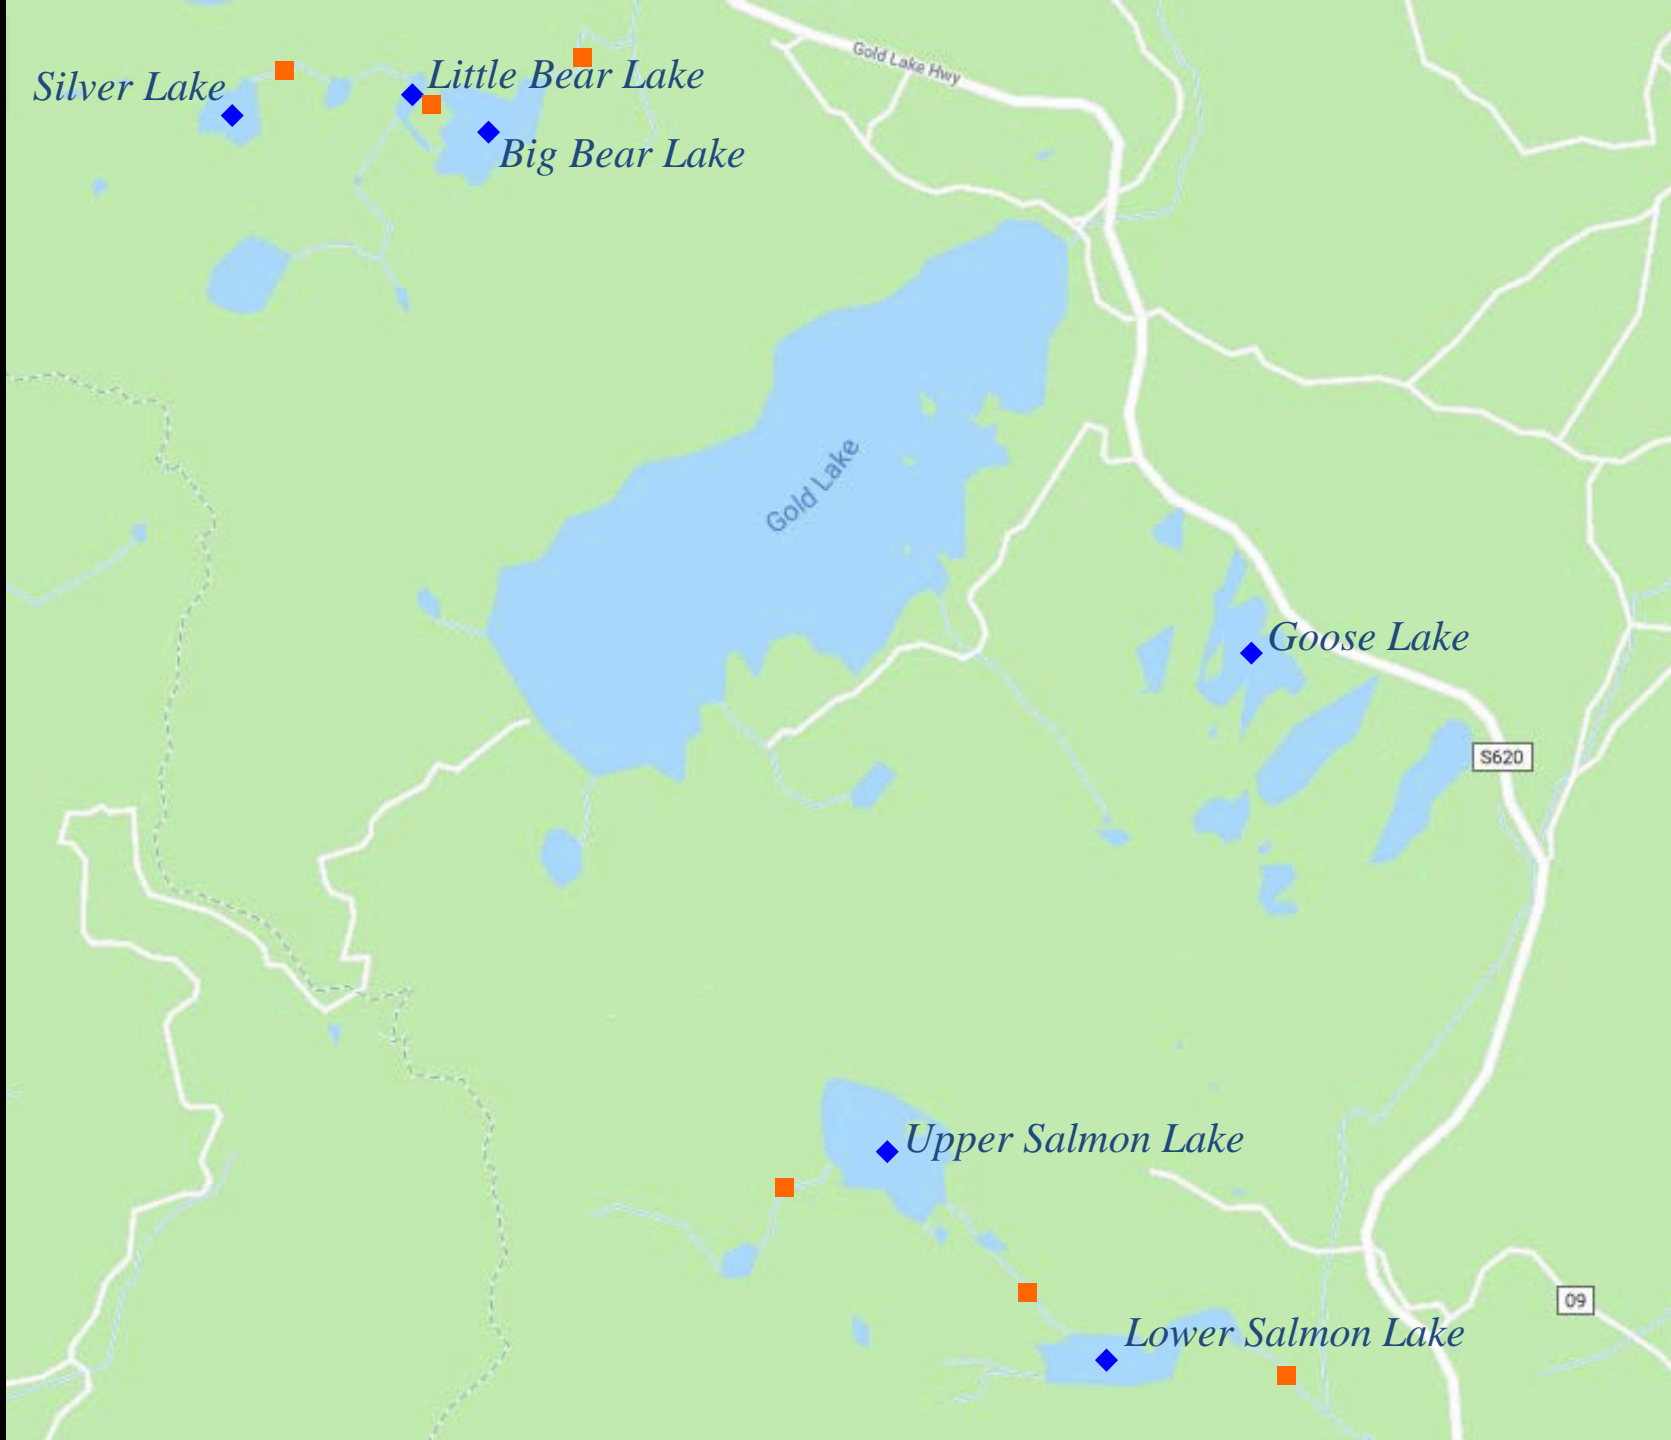 Gold Lake Hwy
Silver Lake
Little Bear Lake
Big Bear Lake
Gold Lake
Goose Lake
S620
Upper Salmon Lake
09
Lower Salmon Lake